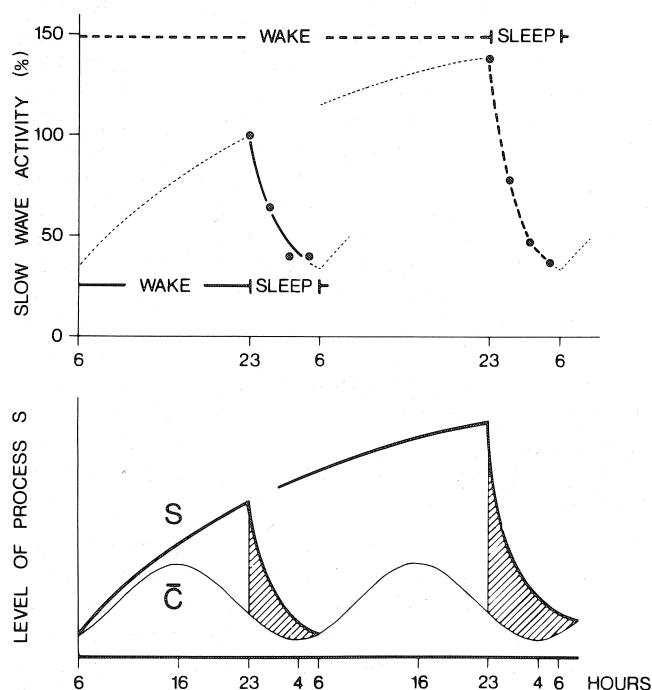 SLOW WAVE ACTIVITY (%)
150
100
50
0
WAKE SLEEP
WAKE SLEEP
6 23 6 23 6
LEVEL OF PROCESS S
S
C̄
6 16 23 4 6 16 23 4 6 HOURS